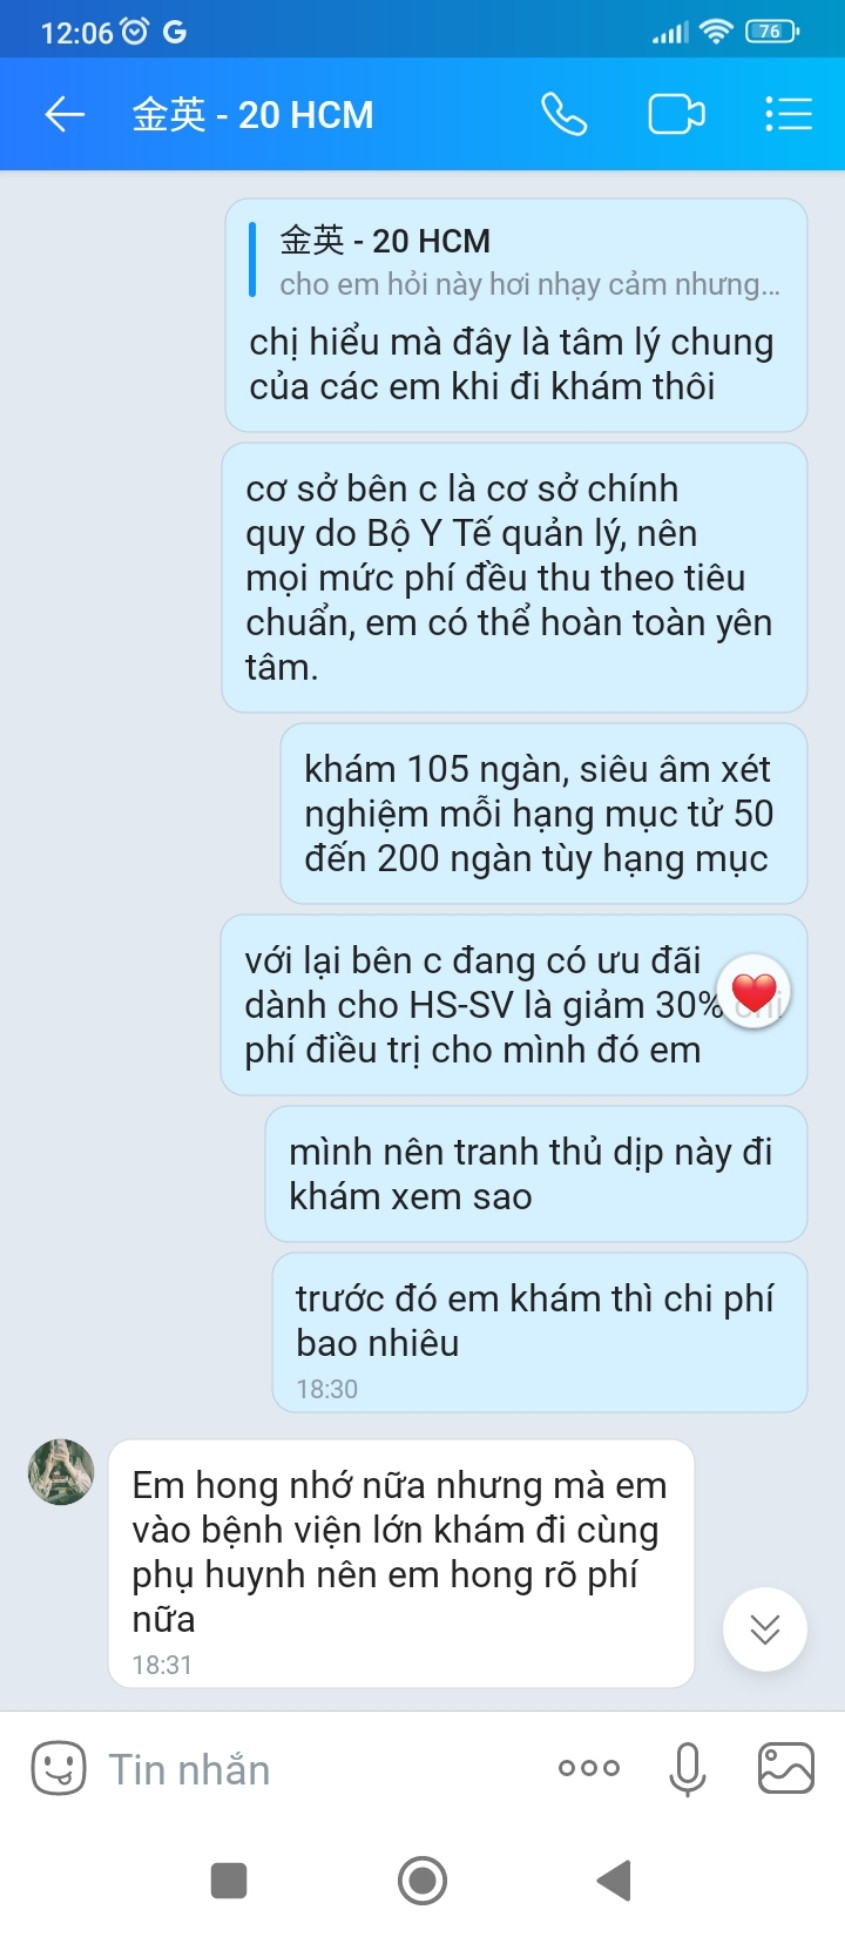 12:06 G 76
金英 - 20 HCM
金英 - 20 HCM
cho em hỏi này hơi nhạy cảm nhưng...
chị hiểu mà đây là tâm lý chung
của các em khi đi khám thôi
cơ sở bên c là cơ sở chính
quy do Bộ Y Tế quản lý, nên
mọi mức phí đều thu theo tiêu
chuẩn, em có thể hoàn toàn yên
tâm.
khám 105 ngàn, siêu âm xét
nghiệm mỗi hạng mục tử 50
đến 200 ngàn tùy hạng mục
với lại bên c đang có ưu đãi
dành cho HS-SV là giảm 30% chi
phí điều trị cho mình đó em
mình nên tranh thủ dịp này đi
khám xem sao
trước đó em khám thì chi phí
bao nhiêu
18:30
Em hong nhớ nữa nhưng mà em
vào bệnh viện lớn khám đi cùng
phụ huynh nên em hong rõ phí
nữa
18:31
Tin nhắn